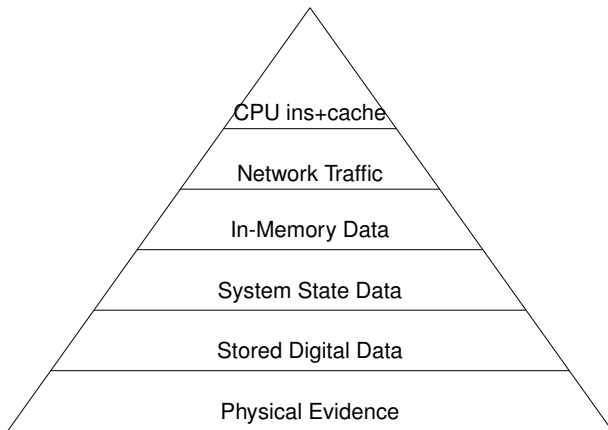 CPU ins+cache
Network Traffic
In-Memory Data
System State Data
Stored Digital Data
Physical Evidence